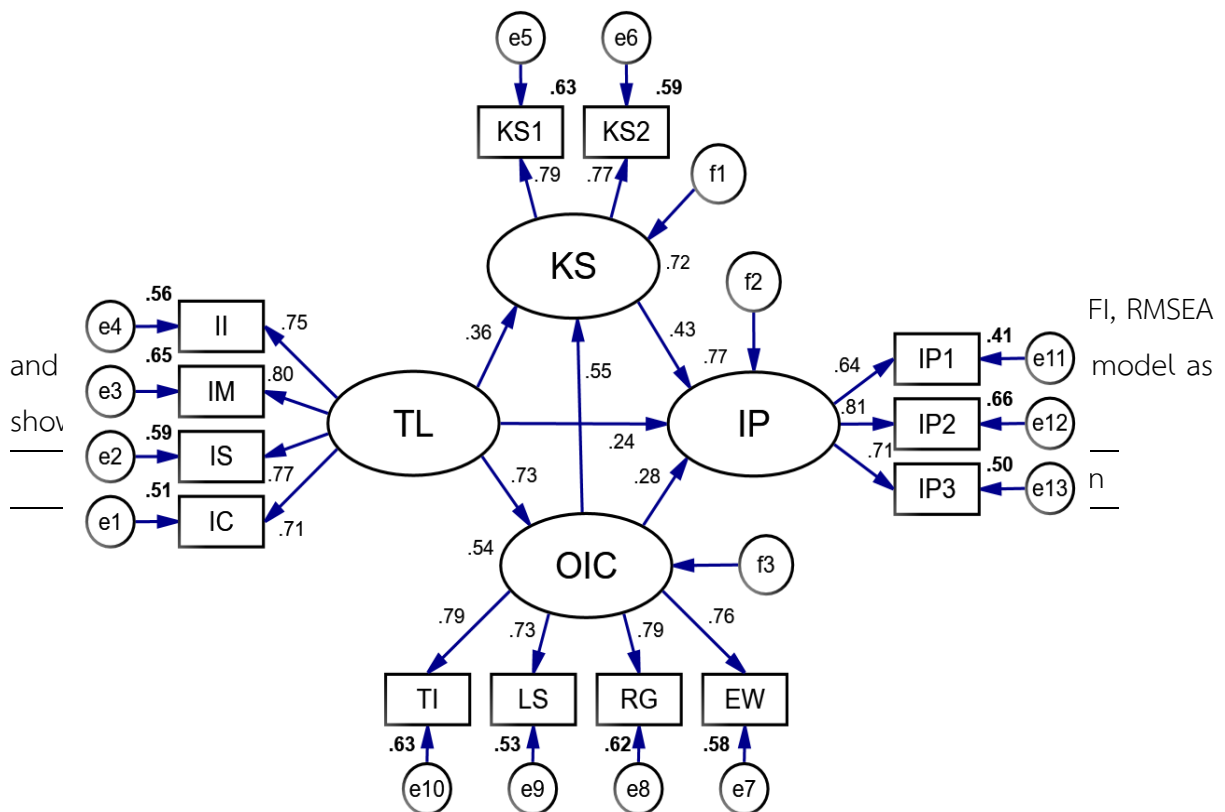 e5 e6
.63 .59
KS1 KS2
.79 .77 f1
KS .72
f2
.56
e4 II .75 .36 .43 .77 FI, RMSEA
.41
.64 IP1 e11
and .65 .55 model as
e3 IM .80
.66
TL IP .81 IP2 e12
.59 .24
e2 IS .77 .73 .28 .71 .50 n
IP3 e13
.51
e1 IC .71
.54 OIC f3
.79 .73 .79 .76
TI LS RG EW
.63 .53 .62 .58
e10 e9 e8 e7